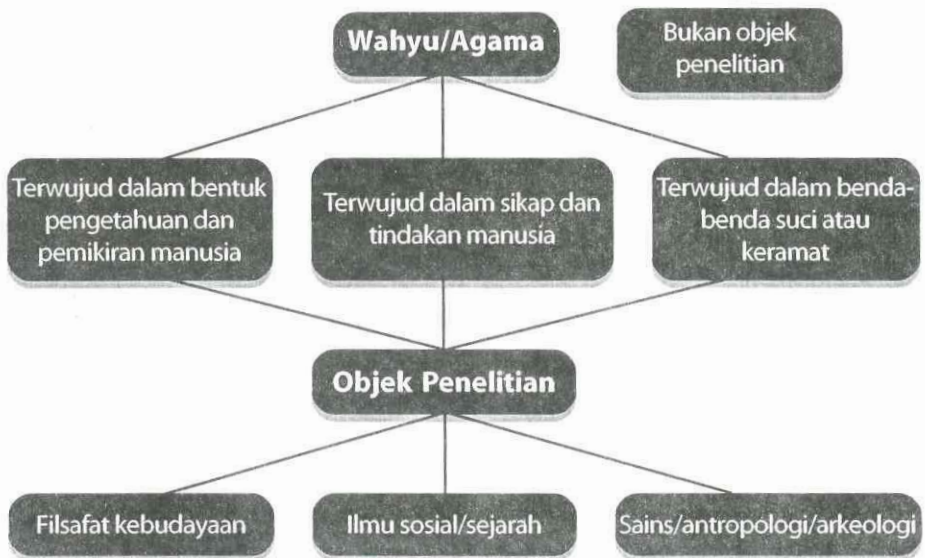 Wahyu/Agama
Bukan objek
penelitian
Terwujud dalam bentuk
pengetahuan dan
pemikiran manusia
Terwujud dalam sikap dan
tindakan manusia
Terwujud dalam benda-
benda suci atau
keramat
Objek Penelitian
Filsafat kebudayaan
Ilmu sosial/sejarah
Sains/antropologi/arkeologi